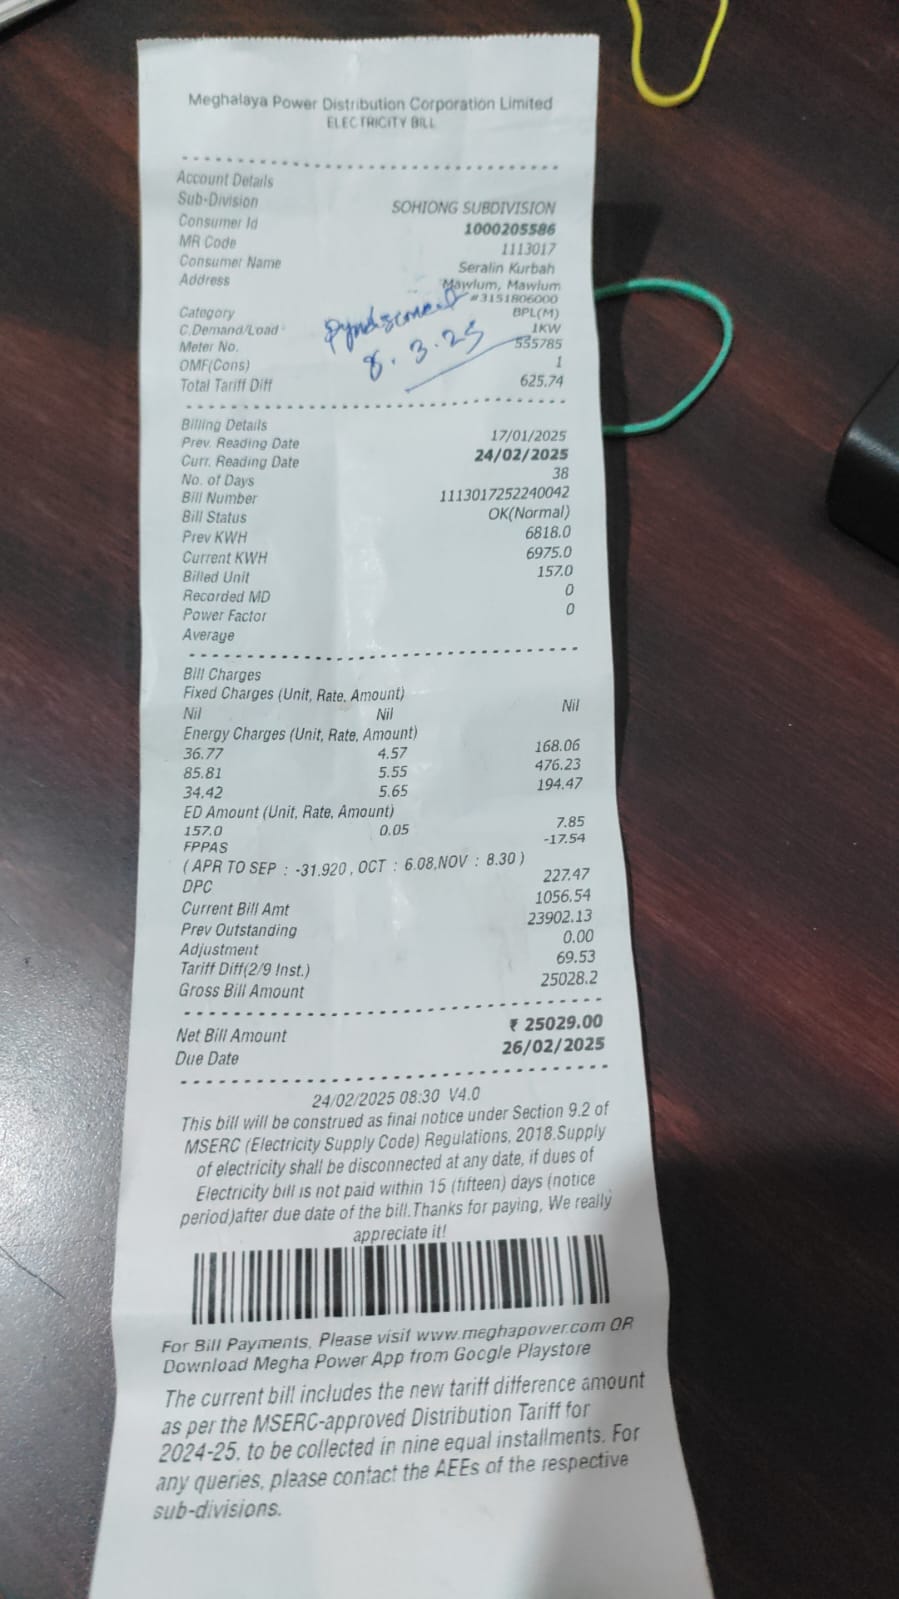 Meghalaya Power Distribution Corporation Limited
ELECTRICITY BILL
Account Details
Sub-Division SOHIONG SUBDIVISION
Consumer Id 1000205586
MR Code 1113017
Consumer Name Seralin Kurbah
Address Mawlum, Mawlum
#3151806000
Category BPL(M)
C.Demand/Load 1KW
Meter No. 555785
OMF(Cons) 1
Total Tariff Diff 625.74
8.3.25
Billing Details
Prev. Reading Date 17/01/2025
Curr. Reading Date 24/02/2025
No. of Days 38
Bill Number 1113017252240042
Bill Status OK(Normal)
Prev KWH 6818.0
Current KWH 6975.0
Billed Unit 157.0
Recorded MD 0
Power Factor 0
Average
Bill Charges
Fixed Charges (Unit, Rate, Amount)
Nil Nil Nil
Energy Charges (Unit, Rate, Amount)
36.77 4.57 168.06
85.81 5.55 476.23
34.42 5.65 194.47
ED Amount (Unit, Rate, Amount)
157.0 0.05 7.85
FPPAS -17.54
( APR TO SEP : -31.920 , OCT : 6.08,NOV : 8.30 )
DPC 227.47
Current Bill Amt 1056.54
Prev Outstanding 23902.13
Adjustment 0.00
Tariff Diff(2/9 Inst.) 69.53
Gross Bill Amount 25028.2
Net Bill Amount ₹ 25029.00
Due Date 26/02/2025
24/02/2025 08:30 V4.0
This bill will be construed as final notice under Section 9.2 of
MSERC (Electricity Supply Code) Regulations, 2018.Supply
of electricity shall be disconnected at any date, if dues of
Electricity bill is not paid within 15 (fifteen) days (notice
period)after due date of the bill.Thanks for paying, We really
appreciate it!
For Bill Payments, Please visit www.meghapower.com OR
Download Megha Power App from Google Playstore
The current bill includes the new tariff difference amount
as per the MSERC-approved Distribution Tariff for
2024-25, to be collected in nine equal installments. For
any queries, please contact the AEEs of the respective
sub-divisions.